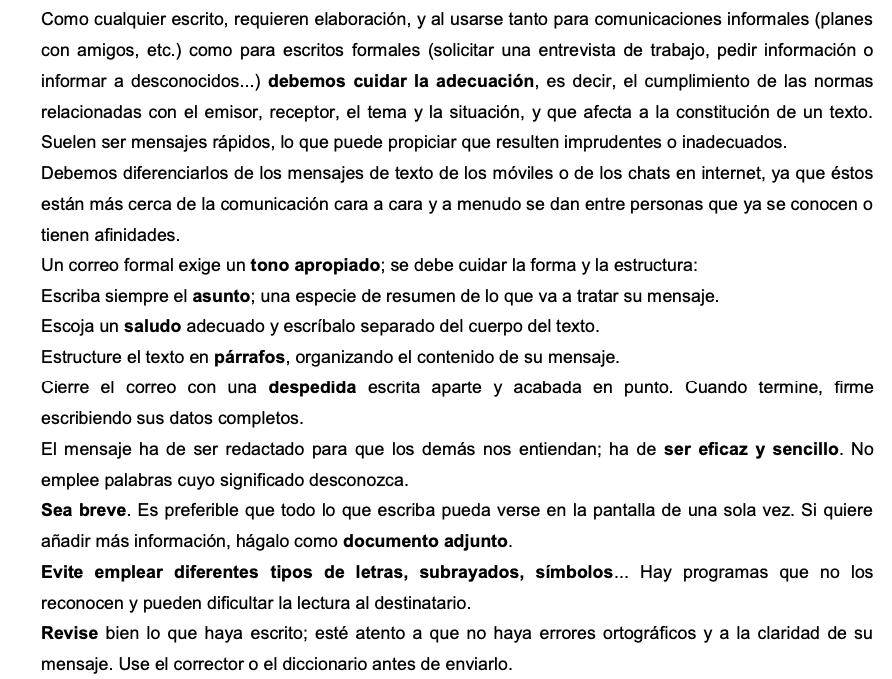 Como cualquier escrito, requieren elaboración, y al usarse tanto para comunicaciones informales (planes
con amigos, etc.) como para escritos formales (solicitar una entrevista de trabajo, pedir información o
informar a desconocidos...) debemos cuidar la adecuación, es decir, el cumplimiento de las normas
relacionadas con el emisor, receptor, el tema y la situación, y que afecta a la constitución de un texto.
Suelen ser mensajes rápidos, lo que puede propiciar que resulten imprudentes o inadecuados.
Debemos diferenciarlos de los mensajes de texto de los móviles o de los chats en internet, ya que éstos
están más cerca de la comunicación cara a cara y a menudo se dan entre personas que ya se conocen o
tienen afinidades.
Un correo formal exige un tono apropiado; se debe cuidar la forma y la estructura:
Escriba siempre el asunto; una especie de resumen de lo que va a tratar su mensaje.
Escoja un saludo adecuado y escríbalo separado del cuerpo del texto.
Estructure el texto en párrafos, organizando el contenido de su mensaje.
Cierre el correo con una despedida escrita aparte y acabada en punto. Cuando termine, firme
escribiendo sus datos completos.
El mensaje ha de ser redactado para que los demás nos entiendan; ha de ser eficaz y sencillo. No
emplee palabras cuyo significado desconozca.
Sea breve. Es preferible que todo lo que escriba pueda verse en la pantalla de una sola vez. Si quiere
añadir más información, hágalo como documento adjunto.
Evite emplear diferentes tipos de letras, subrayados, símbolos... Hay programas que no los
reconocen y pueden dificultar la lectura al destinatario.
Revise bien lo que haya escrito; esté atento a que no haya errores ortográficos y a la claridad de su
mensaje. Use el corrector o el diccionario antes de enviarlo.